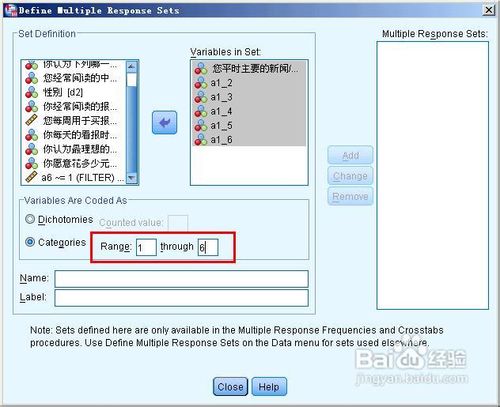 Define Multiple Response Sets
Set Definition
Variables in Set:
Multiple Response Sets:
你认为下列哪一...
您经常阅读的中...
性别 [d2]
你经常阅读的报...
您每周用于买报...
你每天的看报时...
你认为最理想的...
你愿意花多少元...
a6 ~= 1 (FILTER) ...
您平时主要的新闻/...
a1_2
a1_3
a1_4
a1_5
a1_6
Add
Change
Remove
Variables Are Coded As
Dichotomies Counted value:
Categories Range: 1 through 6
Name:
Label:
Note: Sets defined here are only available in the Multiple Response Frequencies and Crosstabs
procedures. Use Define Multiple Response Sets on the Data menu for sets used elsewhere.
Close Help
Baidu 经验
jingyan.baidu.com